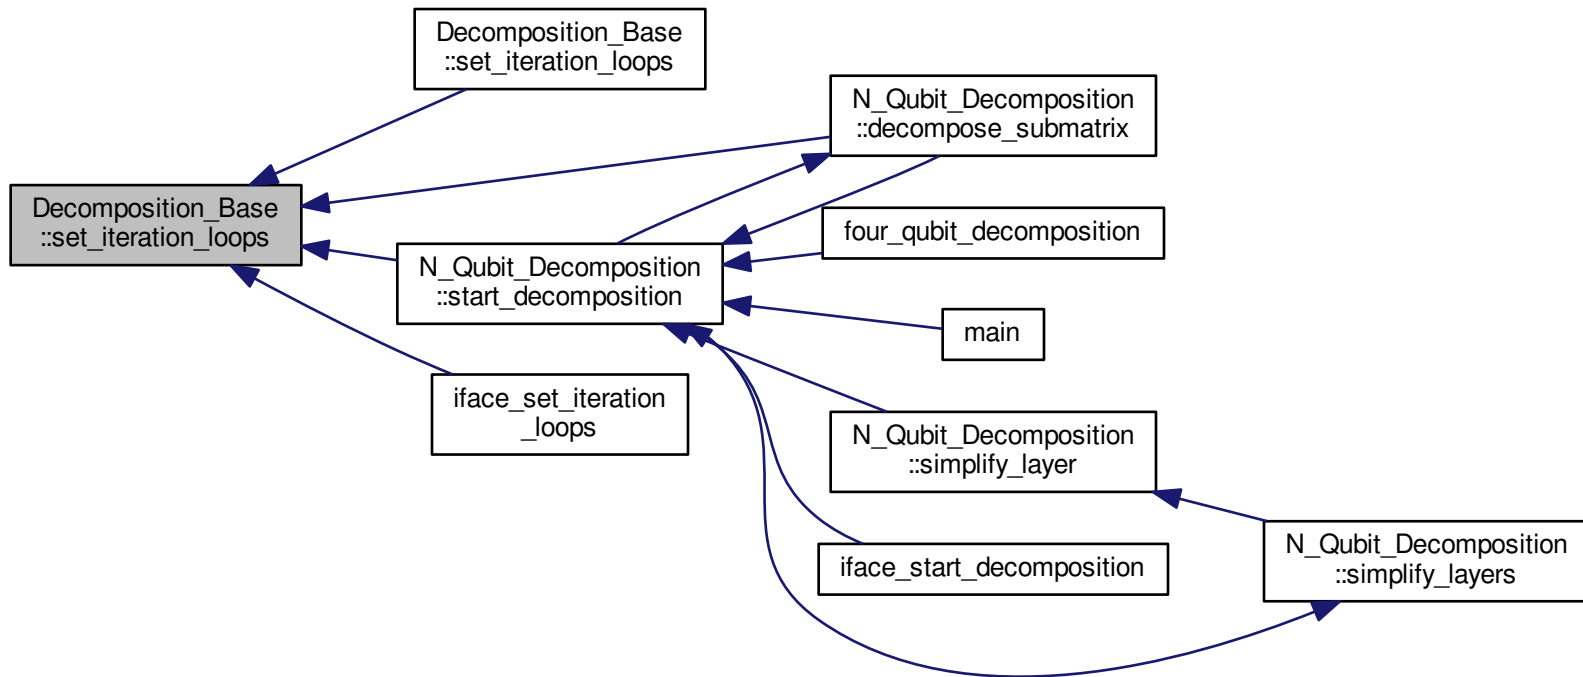 Decomposition_Base
::set_iteration_loops
Decomposition_Base
::set_iteration_loops
N_Qubit_Decomposition
::decompose_submatrix
N_Qubit_Decomposition
::start_decomposition
four_qubit_decomposition
main
iface_set_iteration
_loops
N_Qubit_Decomposition
::simplify_layer
iface_start_decomposition
N_Qubit_Decomposition
::simplify_layers